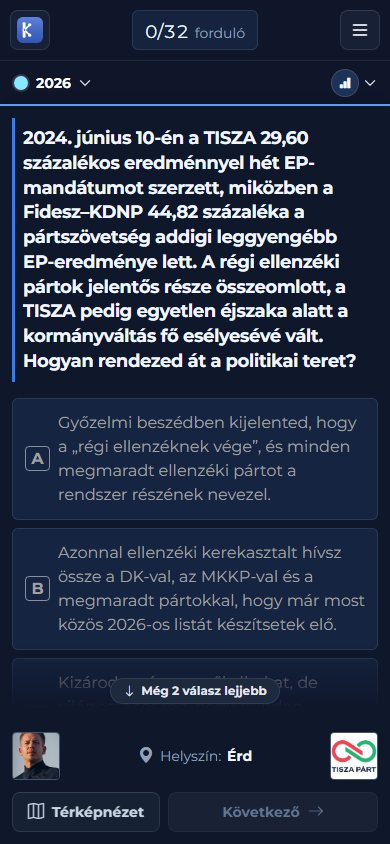 0/32 forduló
2026
2024. június 10-én a TISZA 29,60
százalékos eredménnyel hét EP-
mandátumot szerzett, miközben a
Fidesz–KDNP 44,82 százaléka a
pártszövetség addigi leggyengébb
EP-eredménye lett. A régi ellenzéki
pártok jelentős része összeomlott, a
TISZA pedig egyetlen éjszaka alatt a
kormányváltás fő esélyesévé vált.
Hogyan rendezed át a politikai teret?
A
Győzelmi beszédben kijelented, hogy
a „régi ellenzéknek vége”, és minden
megmaradt ellenzéki pártot a
rendszer részének nevezel.
B
Azonnal ellenzéki kerekasztalt hívsz
össze a DK-val, az MKKP-val és a
megmaradt pártokkal, hogy már most
közös 2026-os listát készítsetek elő.
↓ Még 2 válasz lejjebb
Helyszín: Érd
TISZA PÁRT
Térképnézet
Következő →